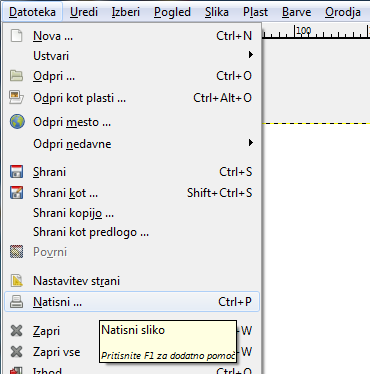 Datoteka Uredi Izberi Pogled Slika Plast Barve Orodja
100
Nova ... Ctrl+N
Ustvari
Odpri ... Ctrl+O
Odpri kot plasti ... Ctrl+Alt+O
Odpri mesto ...
Odpri nedavne
Shrani Ctrl+S
Shrani kot ... Shift+Ctrl+S
Shrani kopijo ...
Shrani kot predlogo ...
Povrni
Nastavitev strani
Natisni ... Ctrl+P
Natisni sliko
Zapri +W
Pritisnite F1 za dodatno pomoč
Zapri vse +W
Izhod Ctrl+Q